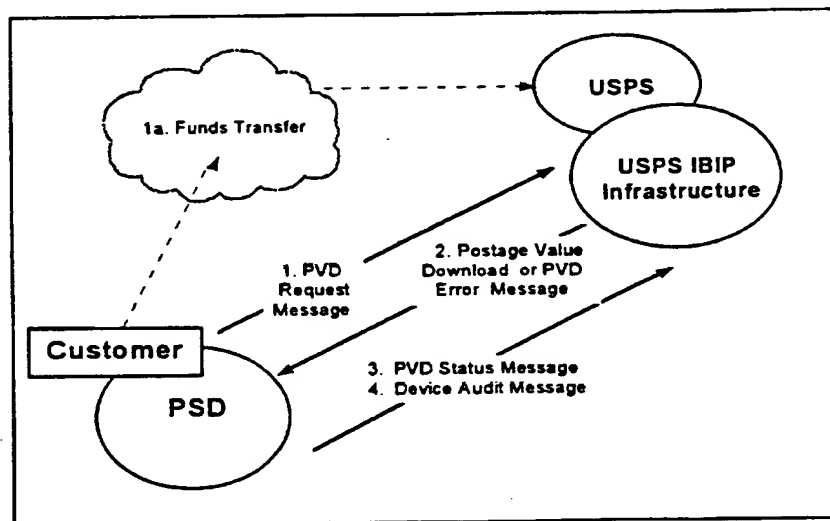 1a. Funds Transfer
USPS
USPS IBIP
Infrastructure
1. PVD
Request
Message
2. Postage Value
Download or PVD
Error Message
Customer
PSD
3. PVD Status Message
4. Device Audit Message